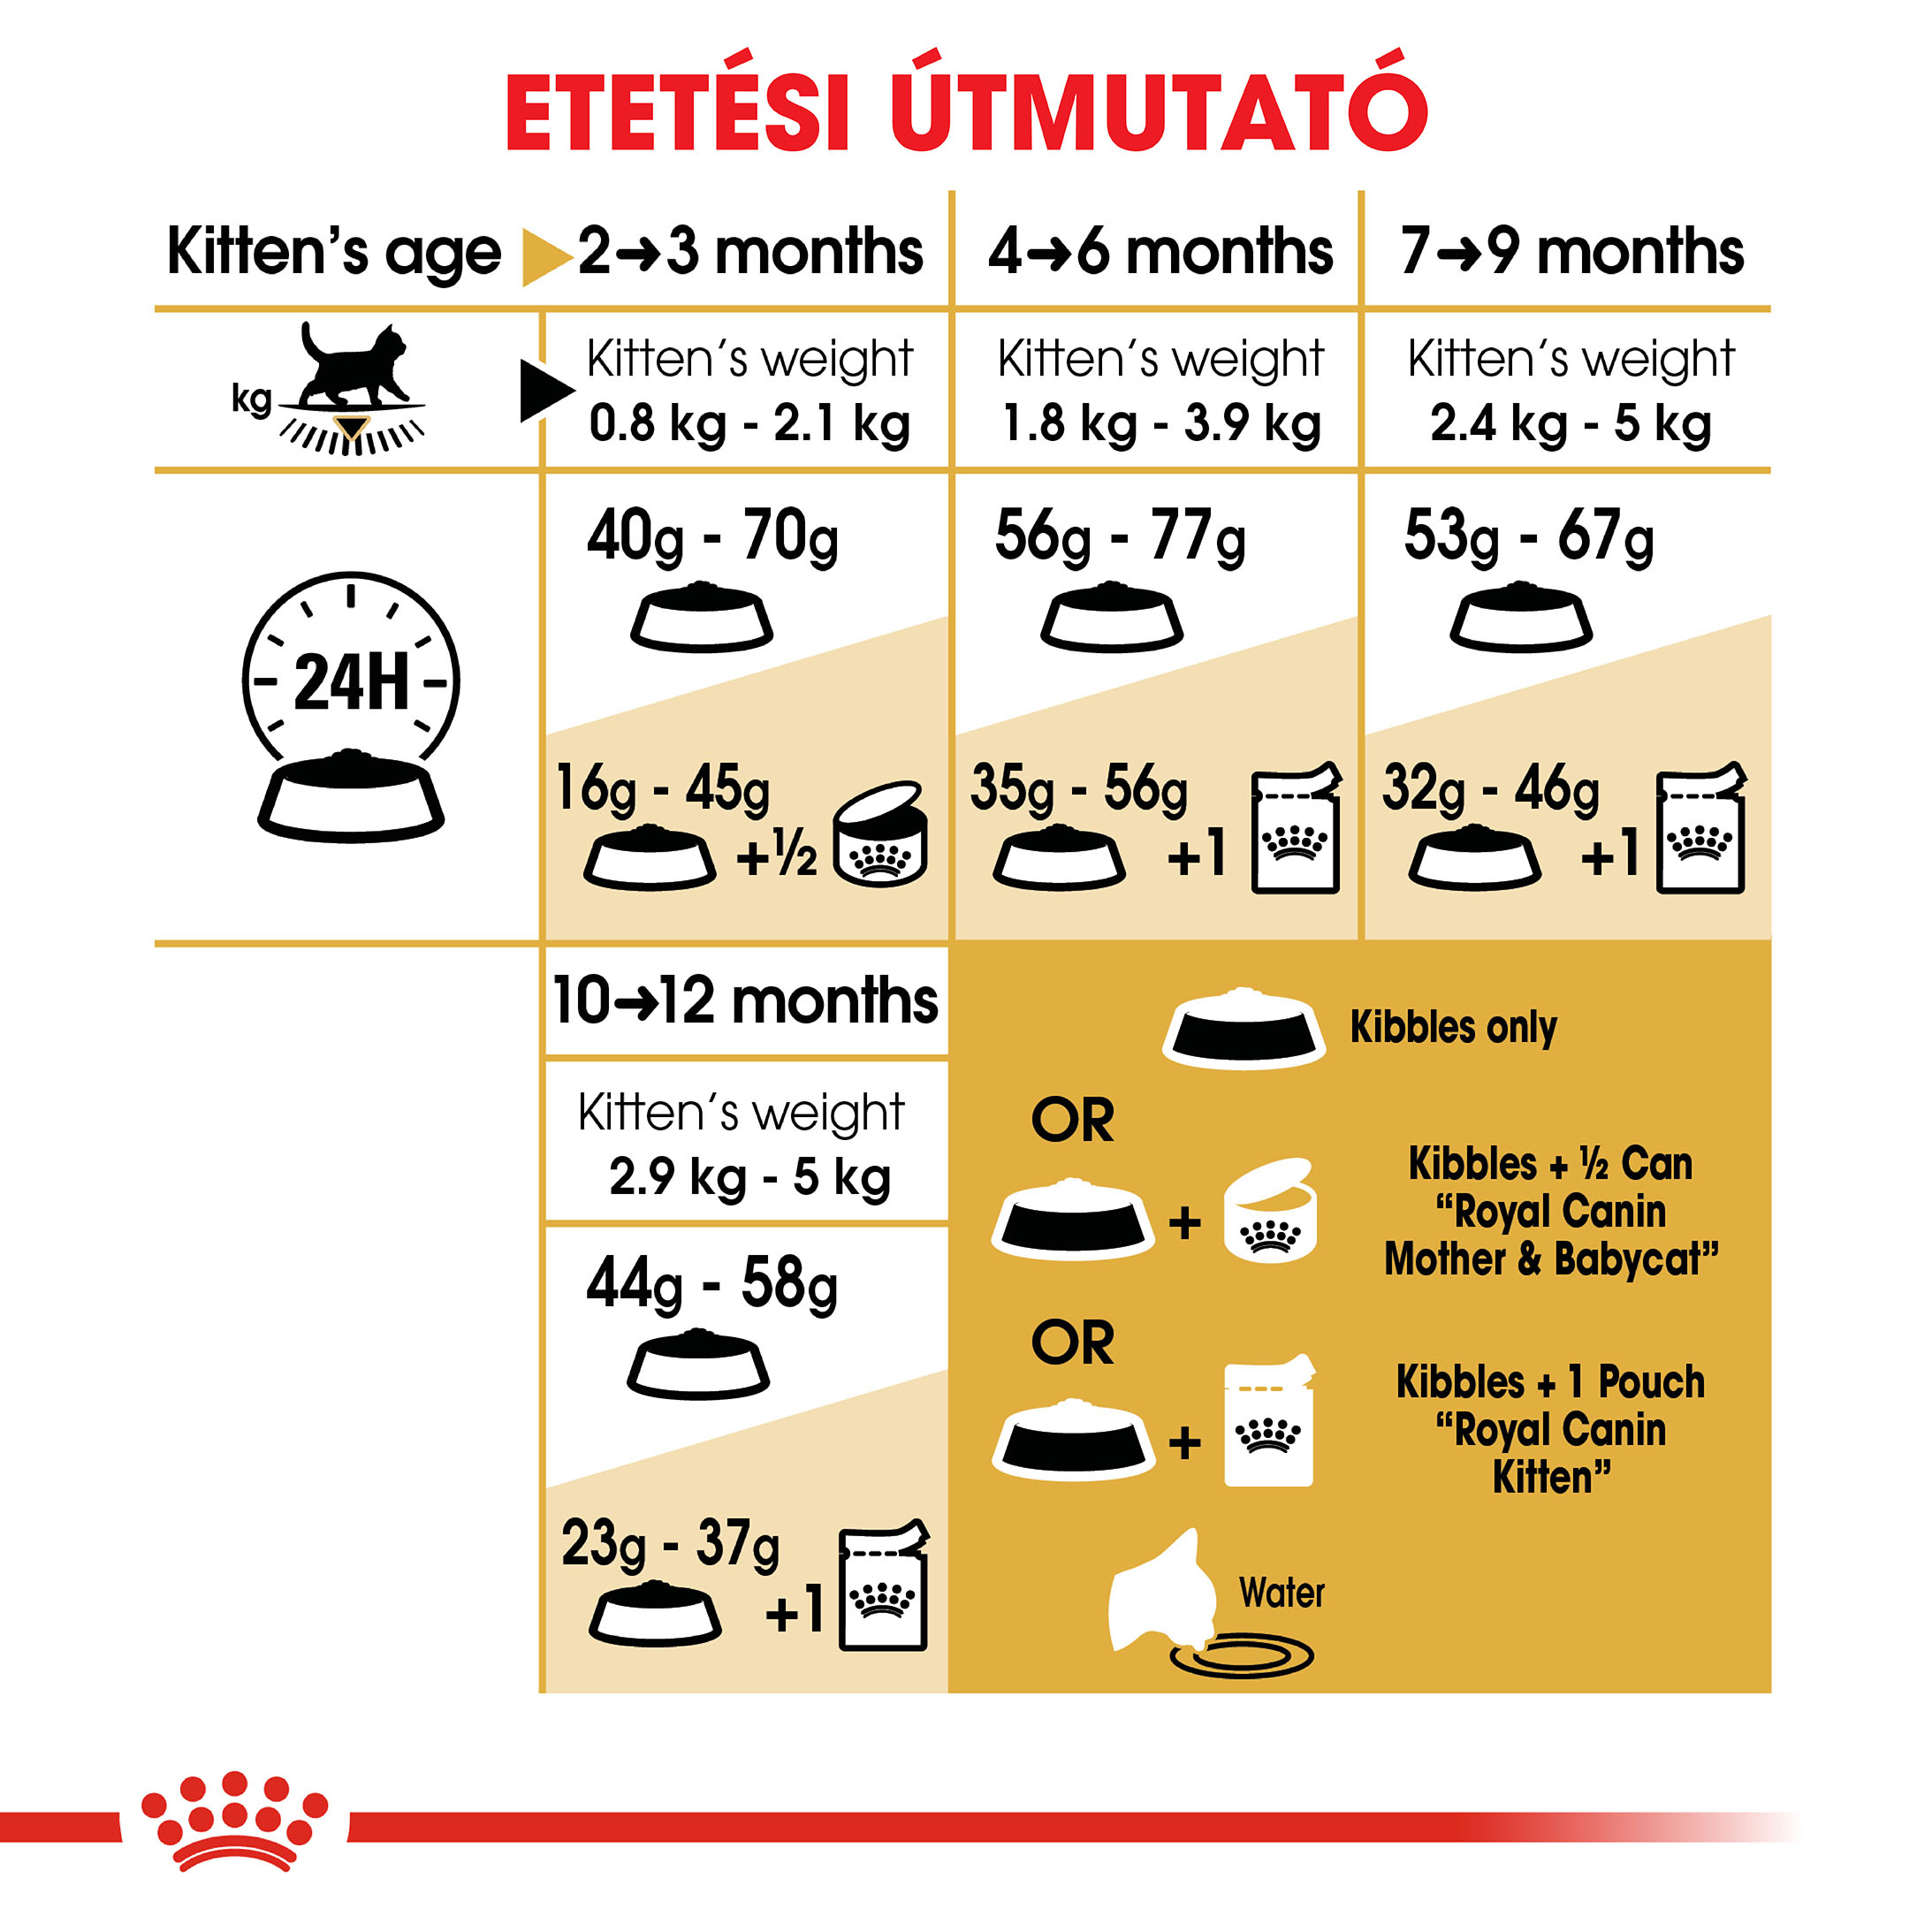 ETETÉSI ÚTMUTATÓ
Kitten's age 2→3 months 4→6 months 7→9 months
kg
Kitten's weight Kitten's weight Kitten's weight
0.8 kg - 2.1 kg 1.8 kg - 3.9 kg 2.4 kg - 5 kg
40g - 70g 56g - 77g 53g - 67g
24H
16g - 45g 35g - 56g 32g - 46g
+½ +1 +1
10→12 months
Kitten's weight
2.9 kg - 5 kg
44g - 58g
23g - 37g
+1
Kibbles only
OR
+
Kibbles + ½ Can
“Royal Canin
Mother & Babycat”
OR
+
Kibbles + 1 Pouch
“Royal Canin
Kitten”
Water